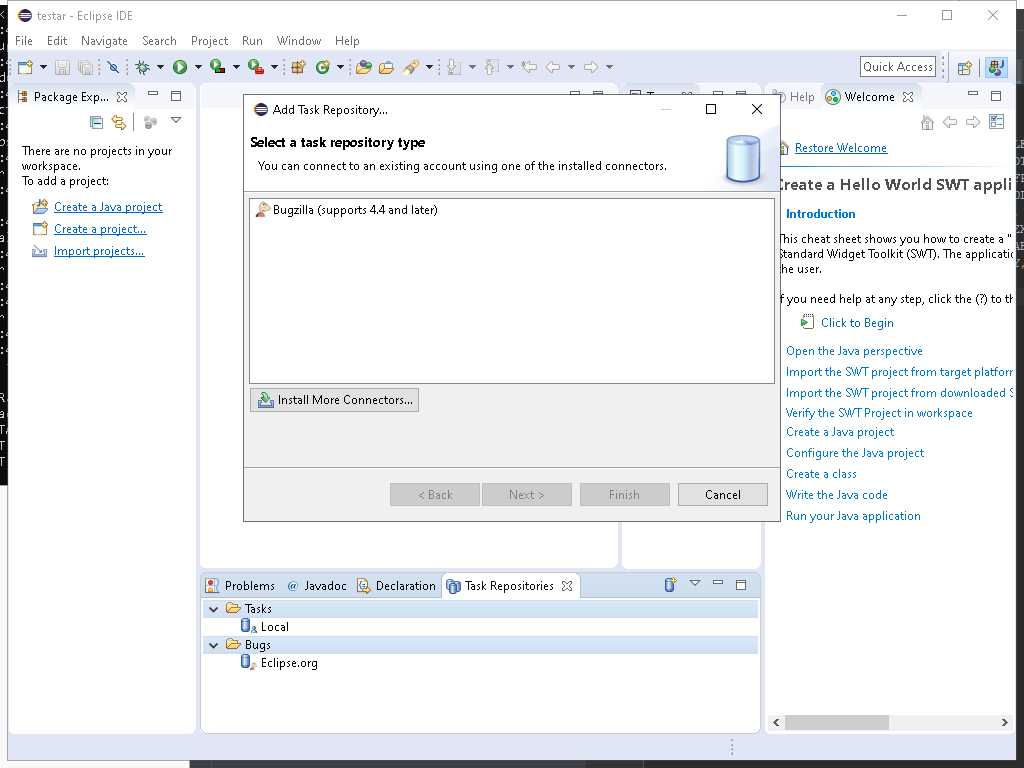 testar - Eclipse IDE
File Edit Navigate Search Project Run Window Help
Quick Access
Package Exp...
There are no projects in your
workspace.
To add a project:
Create a Java project
Create a project...
Import projects...
Add Task Repository...
Select a task repository type
You can connect to an existing account using one of the installed connectors.
Bugzilla (supports 4.4 and later)
Install More Connectors...
< Back Next > Finish Cancel
Help Welcome
Restore Welcome
Create a Hello World SWT appli
Introduction
This cheat sheet shows you how to create a "
Standard Widget Toolkit (SWT). The applicatic
the user.
If you need help at any step, click the (?) to th
Click to Begin
Open the Java perspective
Import the SWT project from target platforr
Import the SWT project from downloaded S
Verify the SWT Project in workspace
Create a Java project
Configure the Java project
Create a class
Write the Java code
Run your Java application
Problems @ Javadoc Declaration Task Repositories
Tasks
Local
Bugs
Eclipse.org